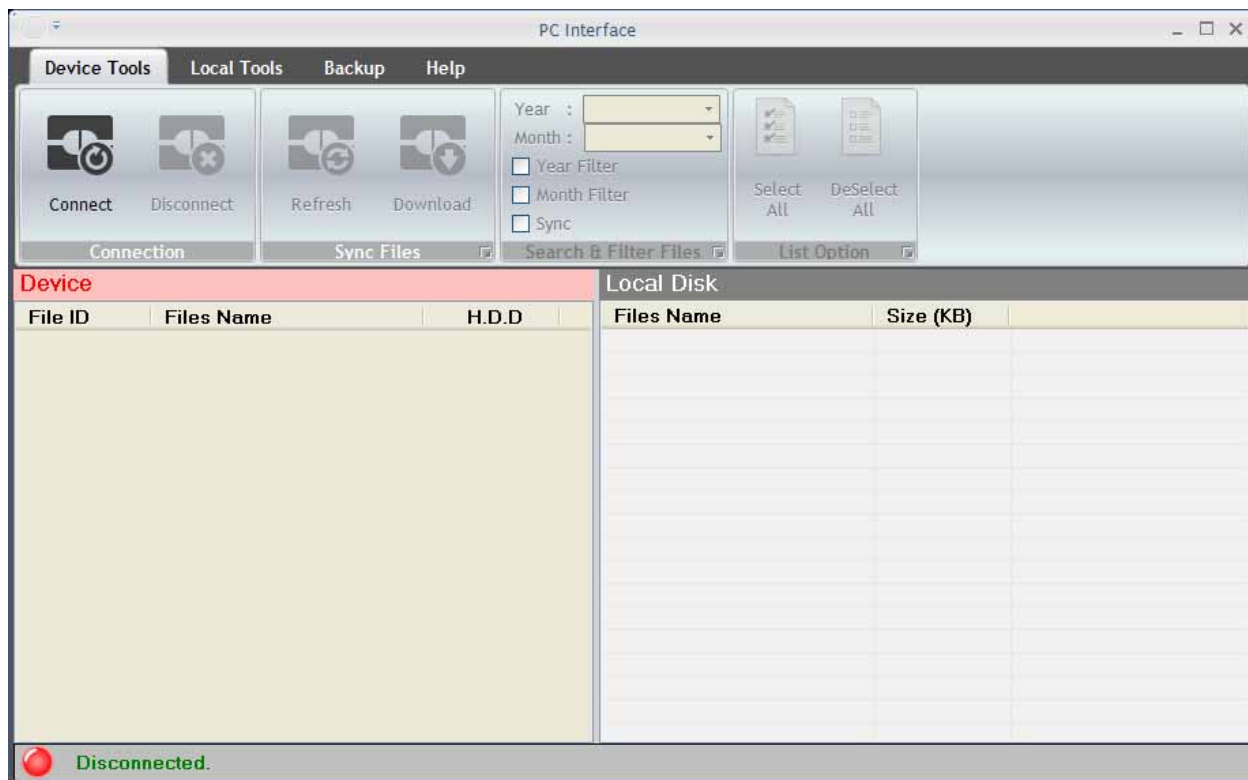 PC Interface
Device Tools Local Tools Backup Help
Year :
Month :
Year Filter
Month Filter
Sync
Connect Disconnect Refresh Download
Select All
DeSelect All
Connection Sync Files Search & Filter Files List Option
Device Local Disk
File ID Files Name H.D.D Files Name Size (KB)
Disconnected.